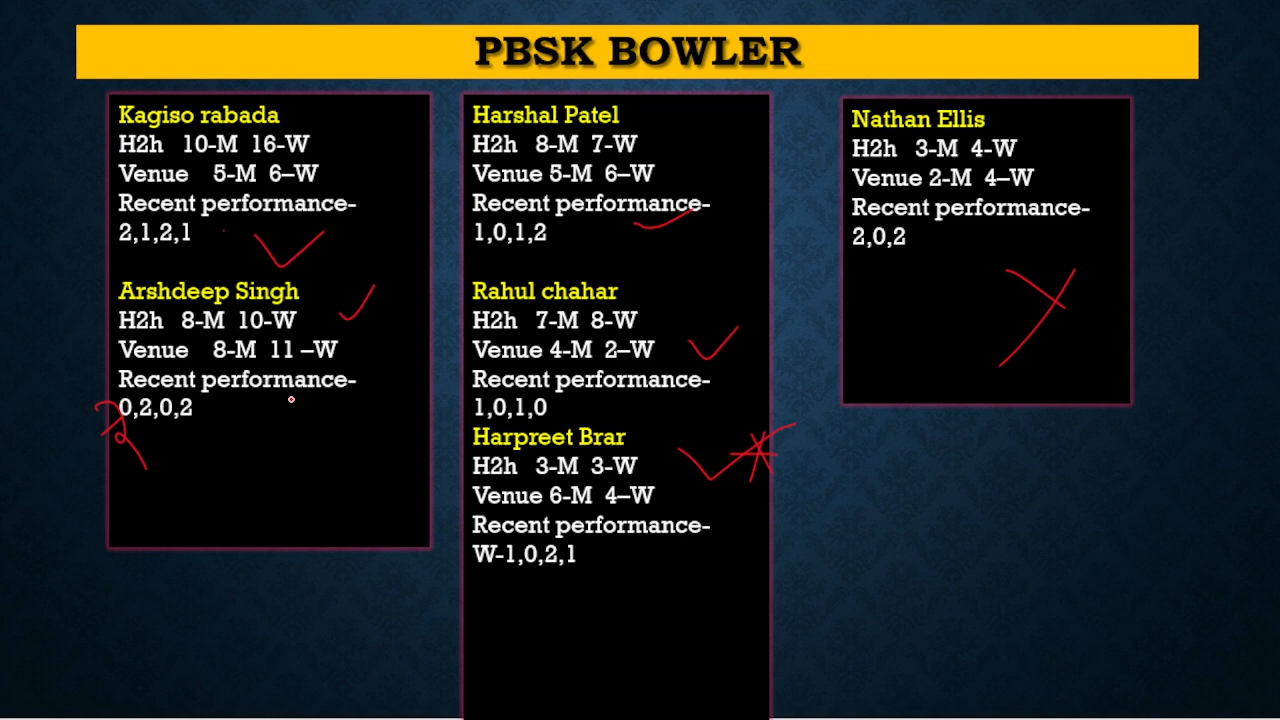 PBSK BOWLER
Kagiso rabada
H2h 10-M 16-W
Venue 5-M 6–W
Recent performance-
2,1,2,1
Arshdeep Singh
H2h 8-M 10-W
Venue 8-M 11 –W
Recent performance-
0,2,0,2
Harshal Patel
H2h 8-M 7-W
Venue 5-M 6–W
Recent performance-
1,0,1,2
Rahul chahar
H2h 7-M 8-W
Venue 4-M 2–W
Recent performance-
1,0,1,0
Harpreet Brar
H2h 3-M 3-W
Venue 6-M 4–W
Recent performance-
W-1,0,2,1
Nathan Ellis
H2h 3-M 4-W
Venue 2-M 4–W
Recent performance-
2,0,2